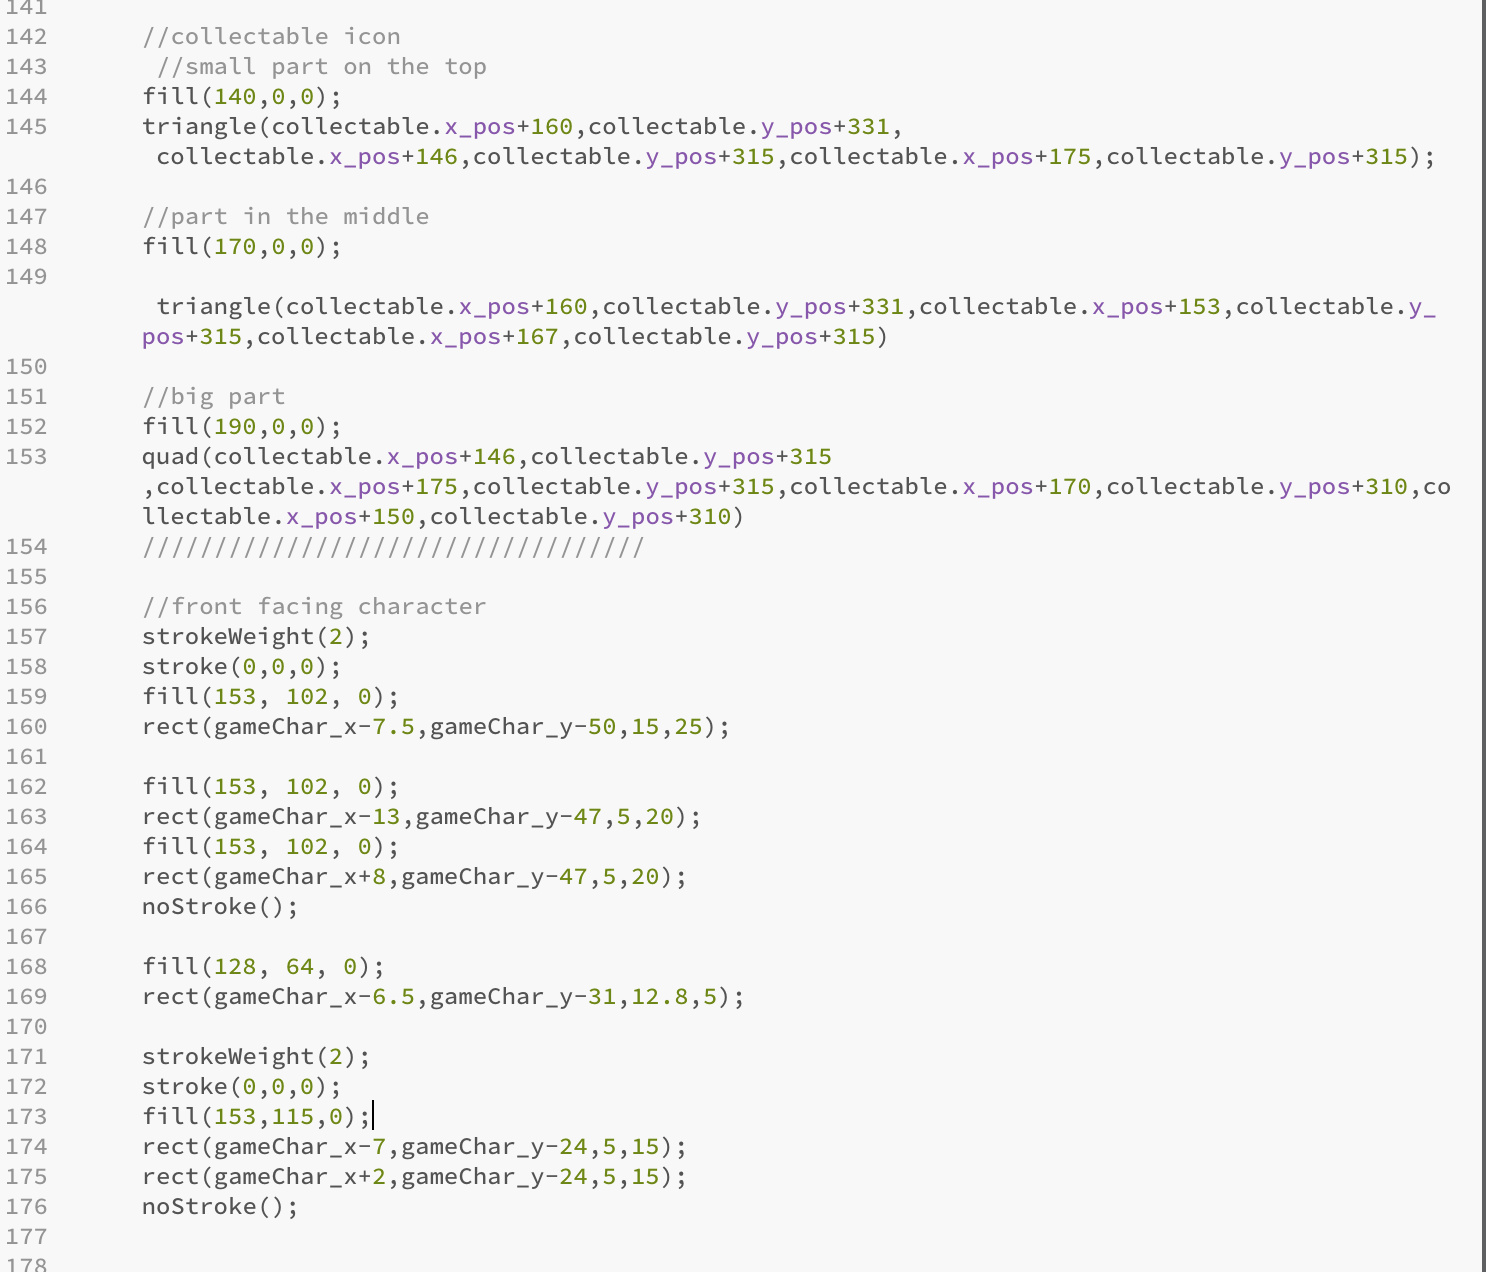 141
142 //collectable icon
143 //small part on the top
144 fill(140,0,0);
145 triangle(collectable.x_pos+160,collectable.y_pos+331,
collectable.x_pos+146,collectable.y_pos+315,collectable.x_pos+175,collectable.y_pos+315);
146
147 //part in the middle
148 fill(170,0,0);
149
triangle(collectable.x_pos+160,collectable.y_pos+331,collectable.x_pos+153,collectable.y_
pos+315,collectable.x_pos+167,collectable.y_pos+315)
150
151 //big part
152 fill(190,0,0);
153 quad(collectable.x_pos+146,collectable.y_pos+315
,collectable.x_pos+175,collectable.y_pos+315,collectable.x_pos+170,collectable.y_pos+310,co
llectable.x_pos+150,collectable.y_pos+310)
154 ///////////////////////////////////
155
156 //front facing character
157 strokeWeight(2);
158 stroke(0,0,0);
159 fill(153, 102, 0);
160 rect(gameChar_x-7.5,gameChar_y-50,15,25);
161
162 fill(153, 102, 0);
163 rect(gameChar_x-13,gameChar_y-47,5,20);
164 fill(153, 102, 0);
165 rect(gameChar_x+8,gameChar_y-47,5,20);
166 noStroke();
167
168 fill(128, 64, 0);
169 rect(gameChar_x-6.5,gameChar_y-31,12.8,5);
170
171 strokeWeight(2);
172 stroke(0,0,0);
173 fill(153,115,0);
174 rect(gameChar_x-7,gameChar_y-24,5,15);
175 rect(gameChar_x+2,gameChar_y-24,5,15);
176 noStroke();
177
178